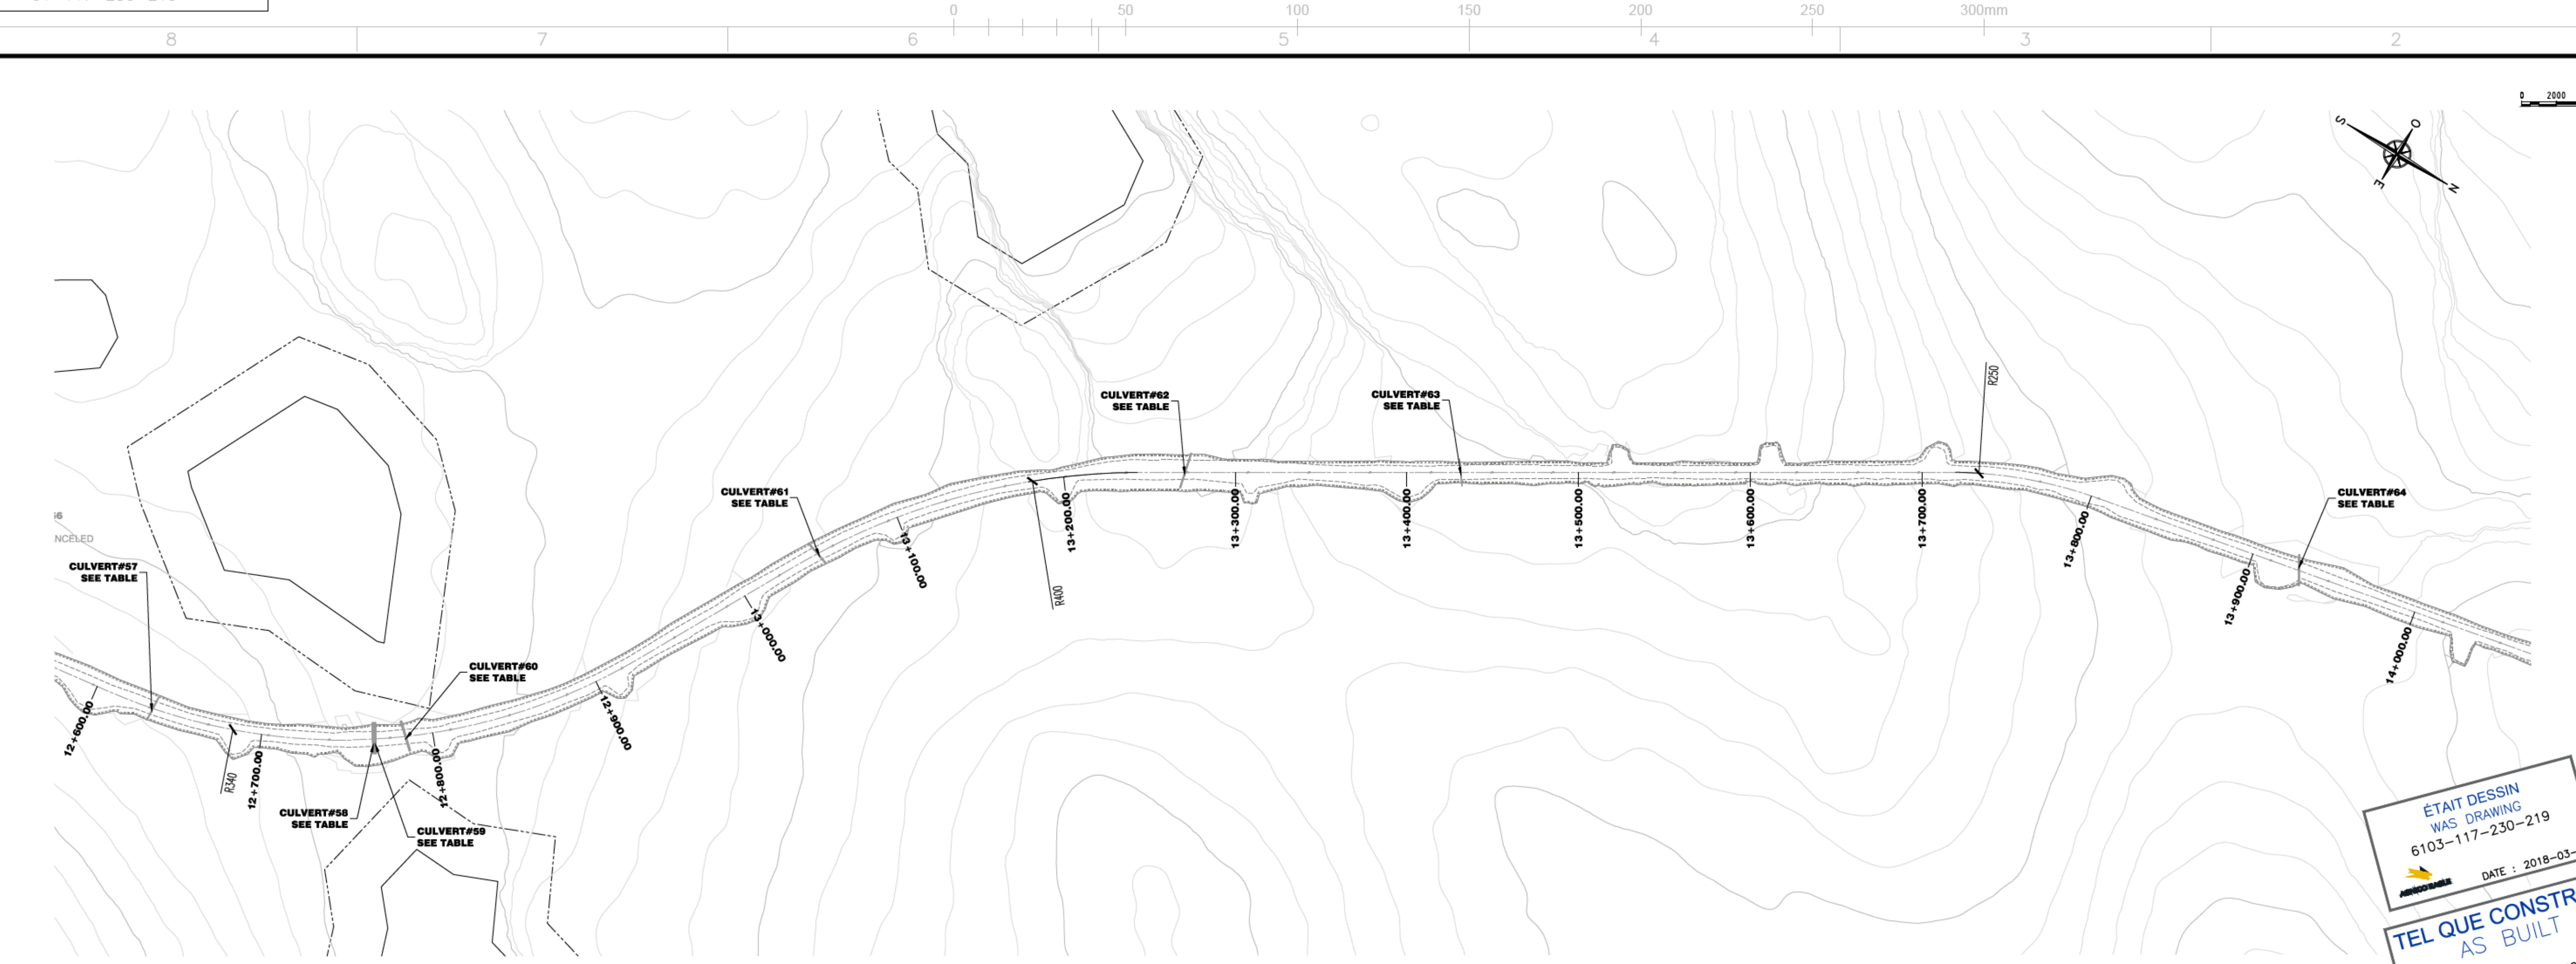 0 50 100 150 200 250 300mm
8 7 6 5 4 3 2
0 2000
S O
E N
R250
CULVERT#62
SEE TABLE
CULVERT#63
SEE TABLE
CULVERT#61
SEE TABLE
CULVERT#64
SEE TABLE
NCELED
CULVERT#57
SEE TABLE
CULVERT#60
SEE TABLE
CULVERT#58
SEE TABLE
CULVERT#59
SEE TABLE
12+600.00
R340
12+700.00
12+800.00
12+900.00
13+000.00
13+100.00
R400
13+200.00
13+300.00
13+400.00
13+500.00
13+600.00
13+700.00
13+800.00
13+900.00
14+000.00
ÉTAIT DESSIN
WAS DRAWING
6103-117-230-219
AGNICO EAGLE
DATE : 2018-03-
TEL QUE CONSTR
AS BUILT